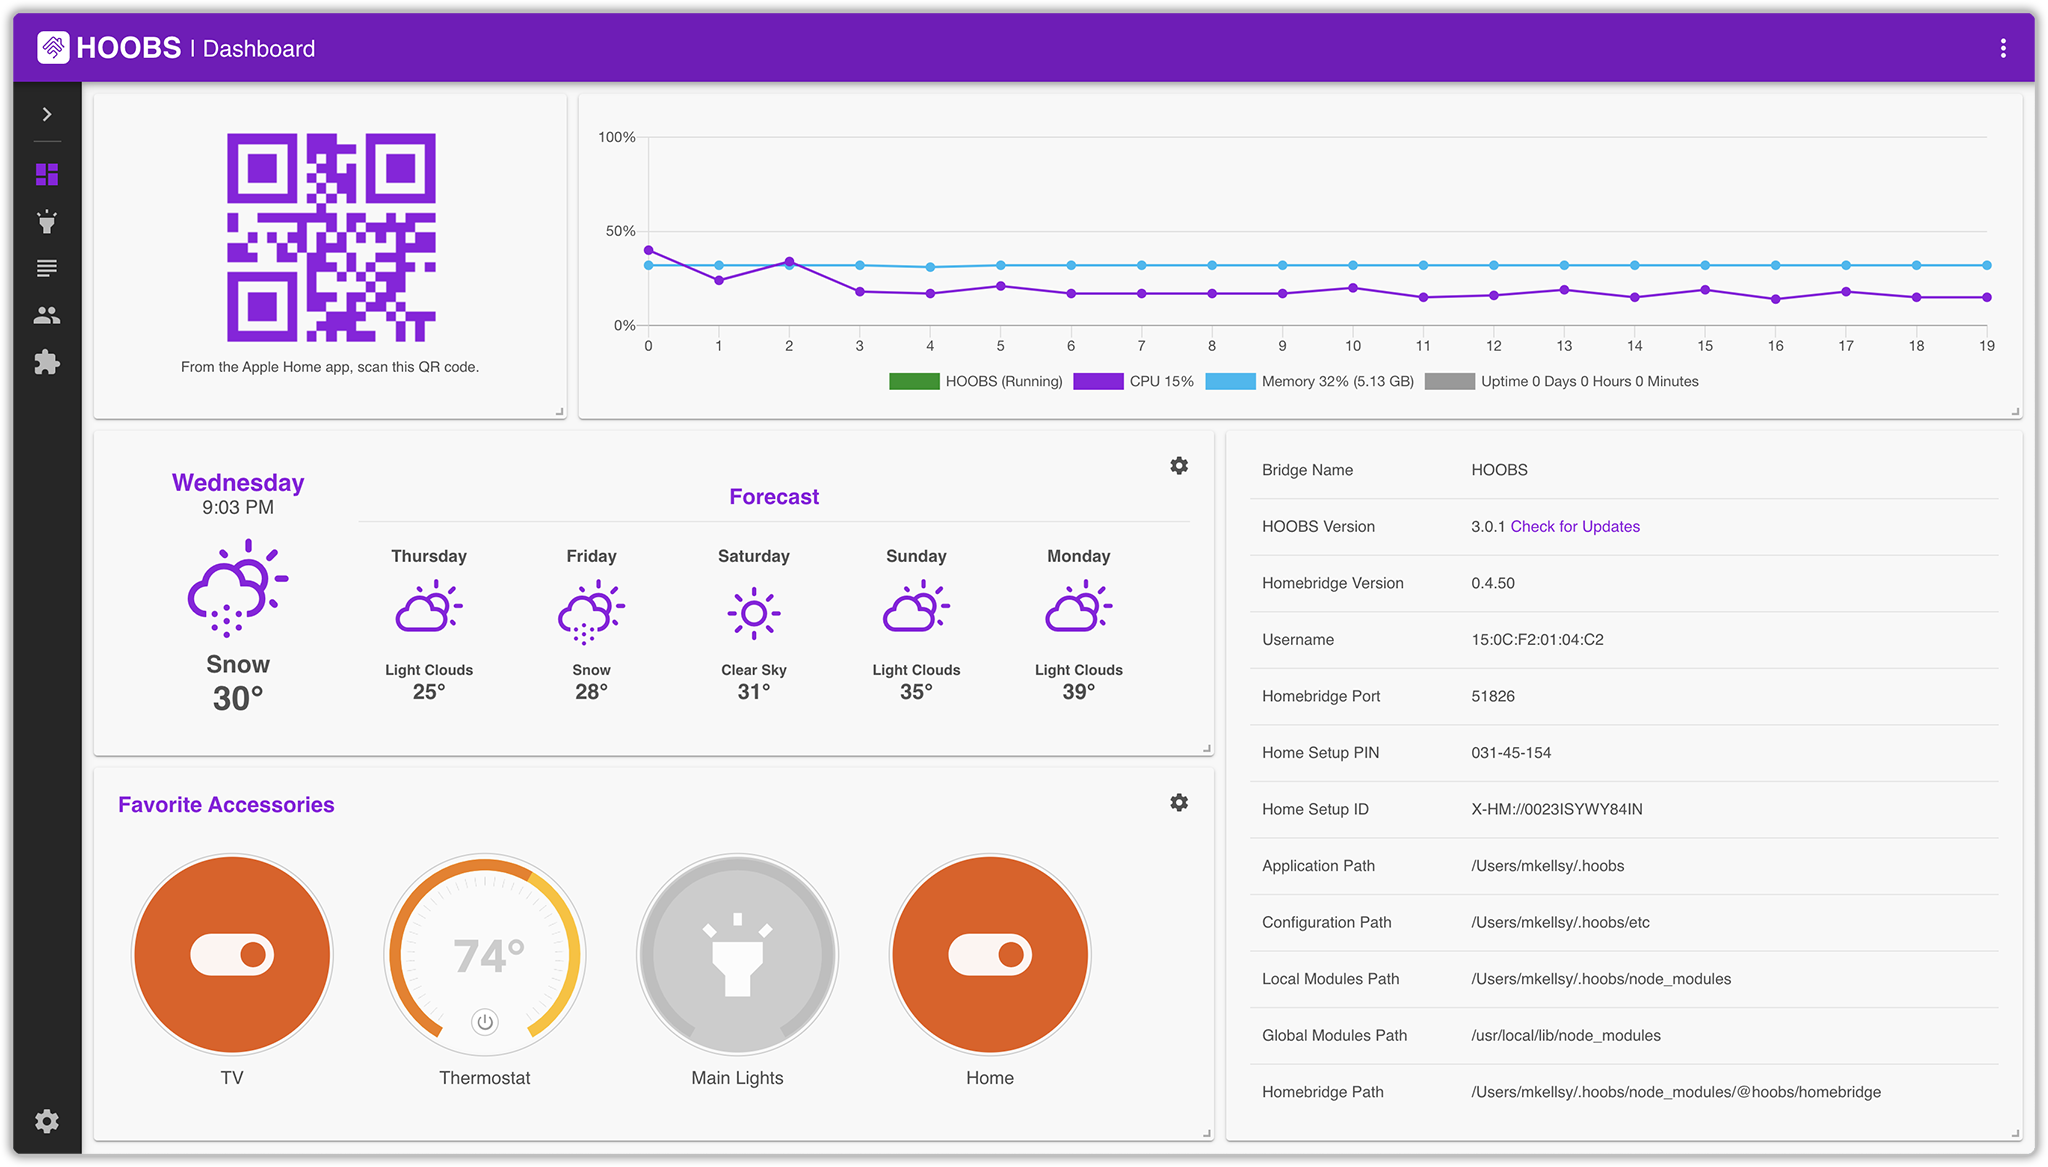 HOOBS | Dashboard
From the Apple Home app, scan this QR code.
100%
50%
0%
0 1 2 3 4 5 6 7 8 9 10 11 12 13 14 15 16 17 18 19
HOOBS (Running) CPU 15% Memory 32% (5.13 GB) Uptime 0 Days 0 Hours 0 Minutes
Wednesday
9:03 PM
Snow
30°
Forecast
Thursday Friday Saturday Sunday Monday
Light Clouds Snow Clear Sky Light Clouds Light Clouds
25° 28° 31° 35° 39°
Favorite Accessories
74°
TV Thermostat Main Lights Home
Bridge Name HOOBS
HOOBS Version 3.0.1 Check for Updates
Homebridge Version 0.4.50
Username 15:0C:F2:01:04:C2
Homebridge Port 51826
Home Setup PIN 031-45-154
Home Setup ID X-HM://0023ISYWY84IN
Application Path /Users/mkellsy/.hoobs
Configuration Path /Users/mkellsy/.hoobs/etc
Local Modules Path /Users/mkellsy/.hoobs/node_modules
Global Modules Path /usr/local/lib/node_modules
Homebridge Path /Users/mkellsy/.hoobs/node_modules/@hoobs/homebridge